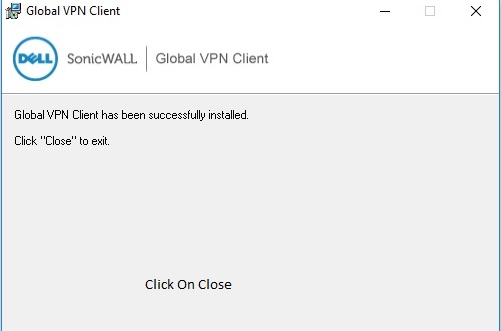 Global VPN Client
DELL SonicWALL | Global VPN Client
Global VPN Client has been successfully installed.
Click "Close" to exit.
Click On Close